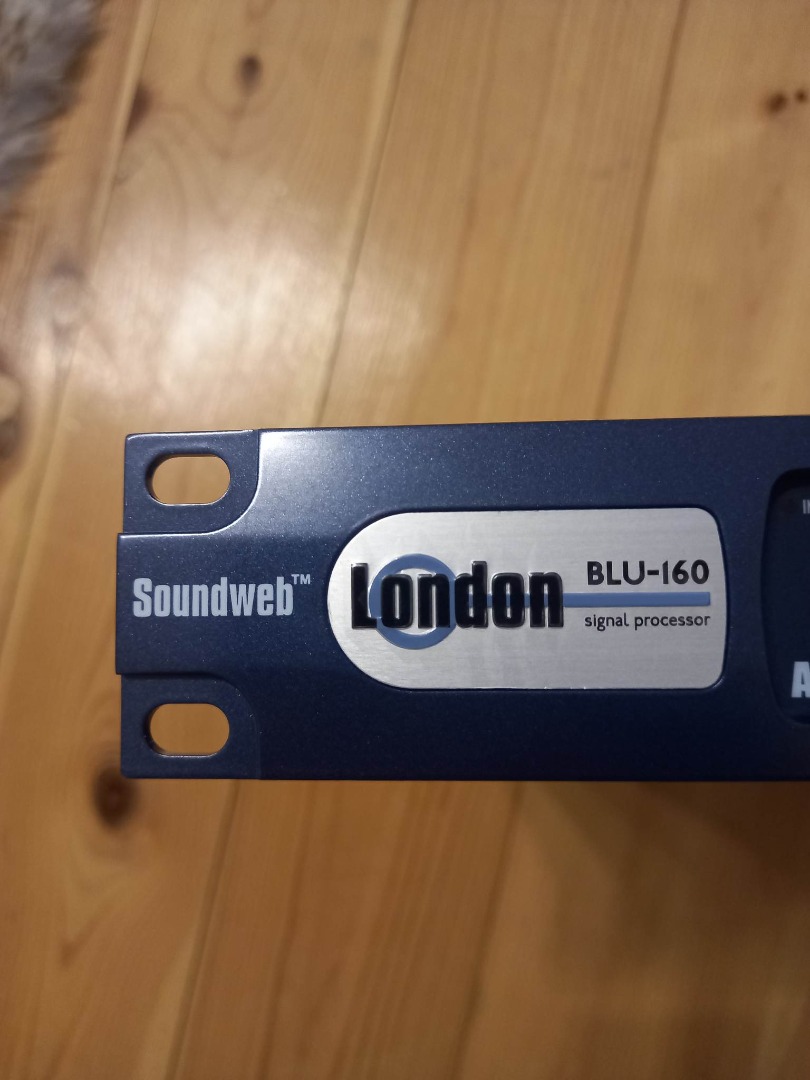 Soundweb™
London
BLU-160
signal processor